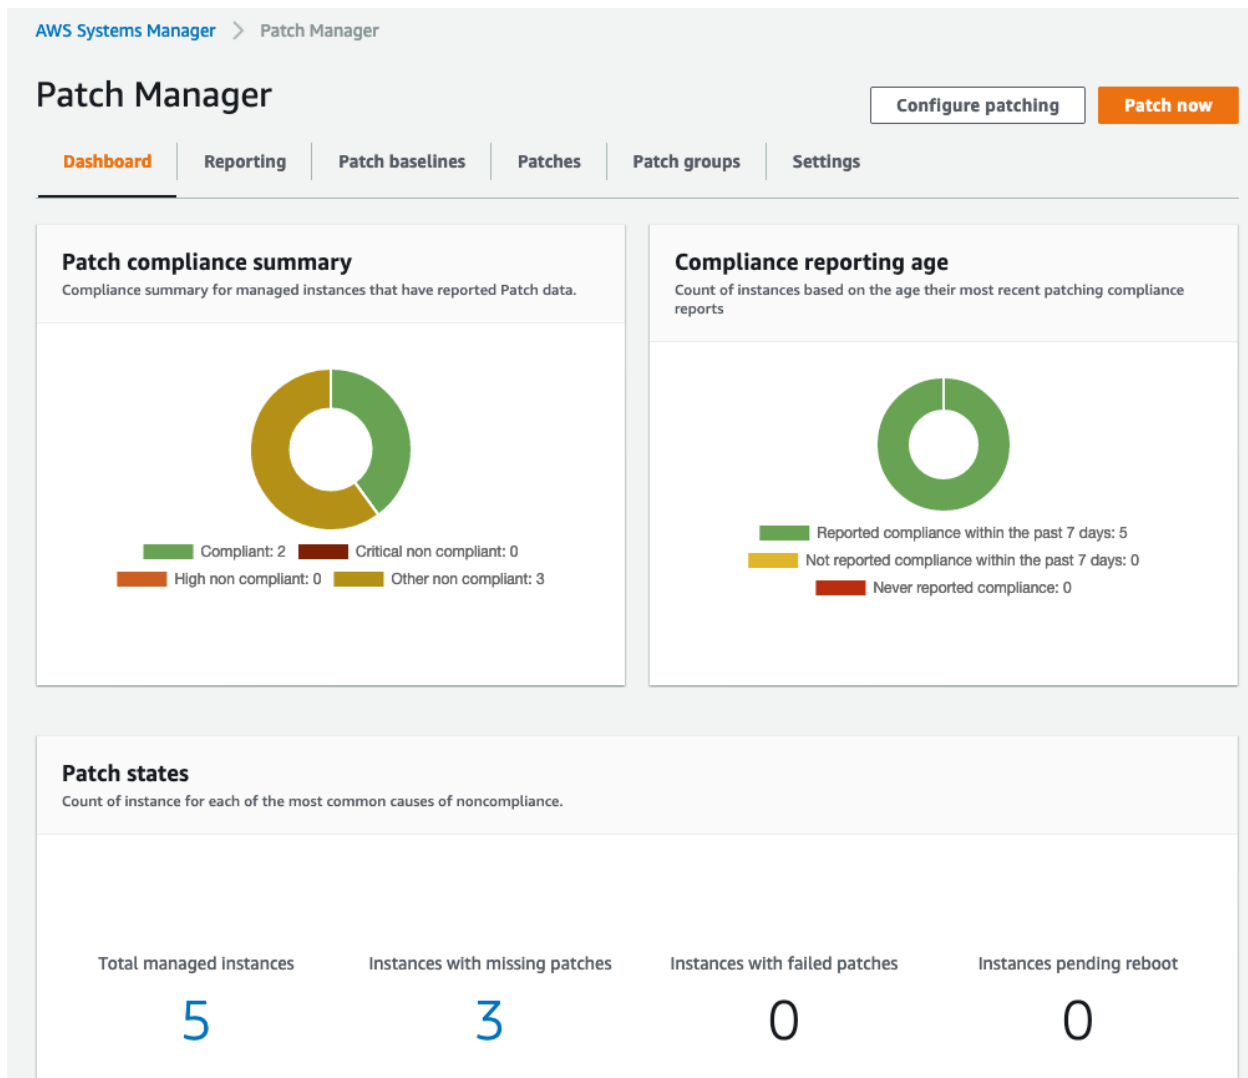 AWS Systems Manager > Patch Manager
Patch Manager
Configure patching
Patch now
Dashboard
Reporting
Patch baselines
Patches
Patch groups
Settings
Patch compliance summary
Compliance summary for managed instances that have reported Patch data.
Compliant: 2
Critical non compliant: 0
High non compliant: 0
Other non compliant: 3
Compliance reporting age
Count of instances based on the age their most recent patching compliance
reports
Reported compliance within the past 7 days: 5
Not reported compliance within the past 7 days: 0
Never reported compliance: 0
Patch states
Count of instance for each of the most common causes of noncompliance.
Total managed instances
5
Instances with missing patches
3
Instances with failed patches
0
Instances pending reboot
0